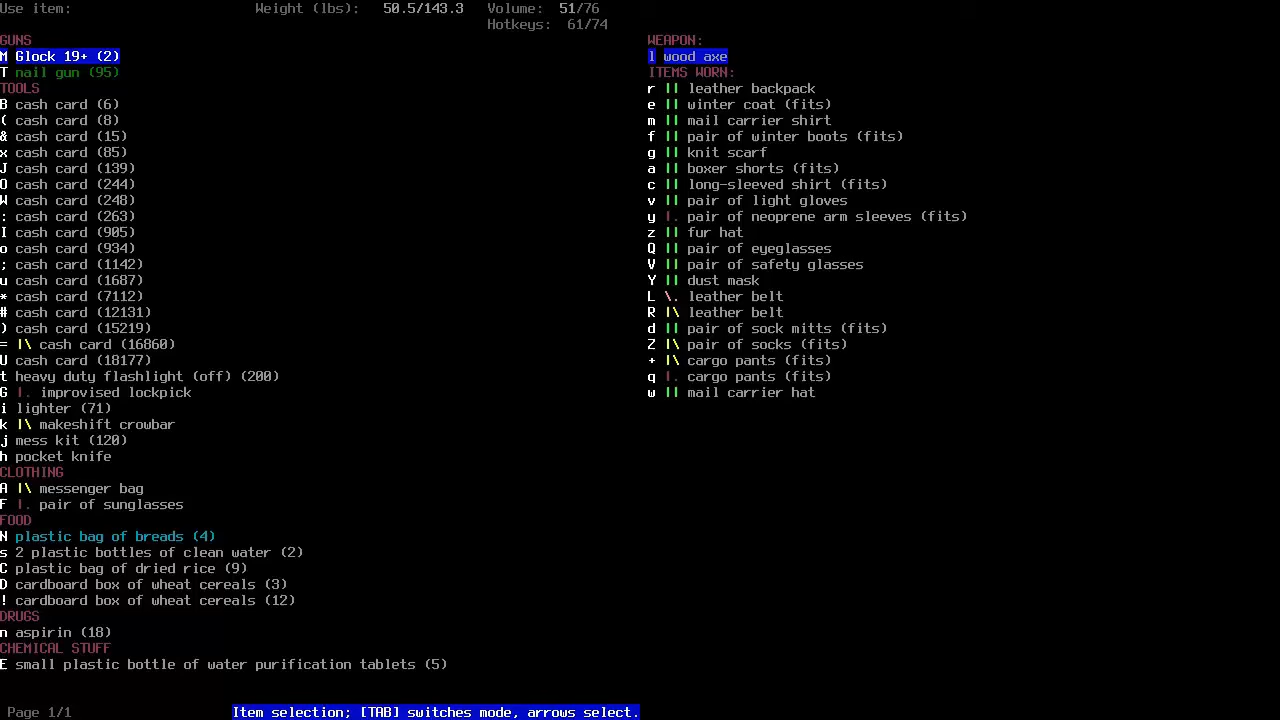 Use item: Weight (lbs): 50.5/143.3 Volume: 51/76
Hotkeys: 61/74
GUNS
M Glock 19+ (2)
T nail gun (95)
TOOLS
B cash card (6)
( cash card (8)
& cash card (15)
x cash card (85)
J cash card (139)
O cash card (244)
W cash card (248)
: cash card (263)
I cash card (905)
o cash card (934)
; cash card (1142)
u cash card (1687)
* cash card (7112)
# cash card (12131)
) cash card (15219)
= |\ cash card (16860)
U cash card (18177)
t heavy duty flashlight (off) (200)
G |. improvised lockpick
i lighter (71)
k |\ makeshift crowbar
j mess kit (120)
h pocket knife
CLOTHING
A |\ messenger bag
F |. pair of sunglasses
FOOD
N plastic bag of breads (4)
s 2 plastic bottles of clean water (2)
C plastic bag of dried rice (9)
D cardboard box of wheat cereals (3)
! cardboard box of wheat cereals (12)
DRUGS
n aspirin (18)
CHEMICAL STUFF
E small plastic bottle of water purification tablets (5)
WEAPON:
l wood axe
ITEMS WORN:
r || leather backpack
e || winter coat (fits)
m || mail carrier shirt
f || pair of winter boots (fits)
g || knit scarf
a || boxer shorts (fits)
c || long-sleeved shirt (fits)
v || pair of light gloves
y |. pair of neoprene arm sleeves (fits)
z || fur hat
Q || pair of eyeglasses
V || pair of safety glasses
Y || dust mask
L \. leather belt
R |\ leather belt
d || pair of sock mitts (fits)
Z |\ pair of socks (fits)
+ |\ cargo pants (fits)
q |. cargo pants (fits)
w || mail carrier hat
Page 1/1 Item selection; [TAB] switches mode, arrows select.